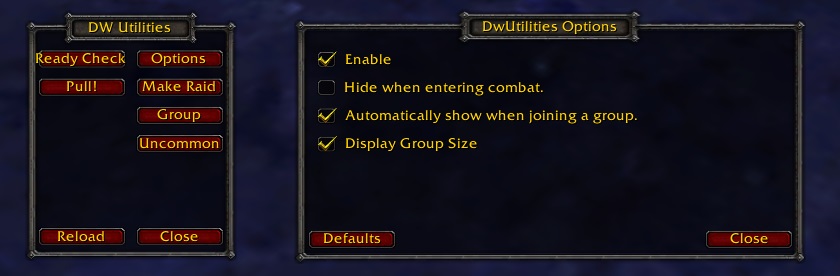 DW Utilities
Ready Check Options
Pull! Make Raid
Group
Uncommon
Reload Close
DwUtilities Options
Enable
Hide when entering combat.
Automatically show when joining a group.
Display Group Size
Defaults Close